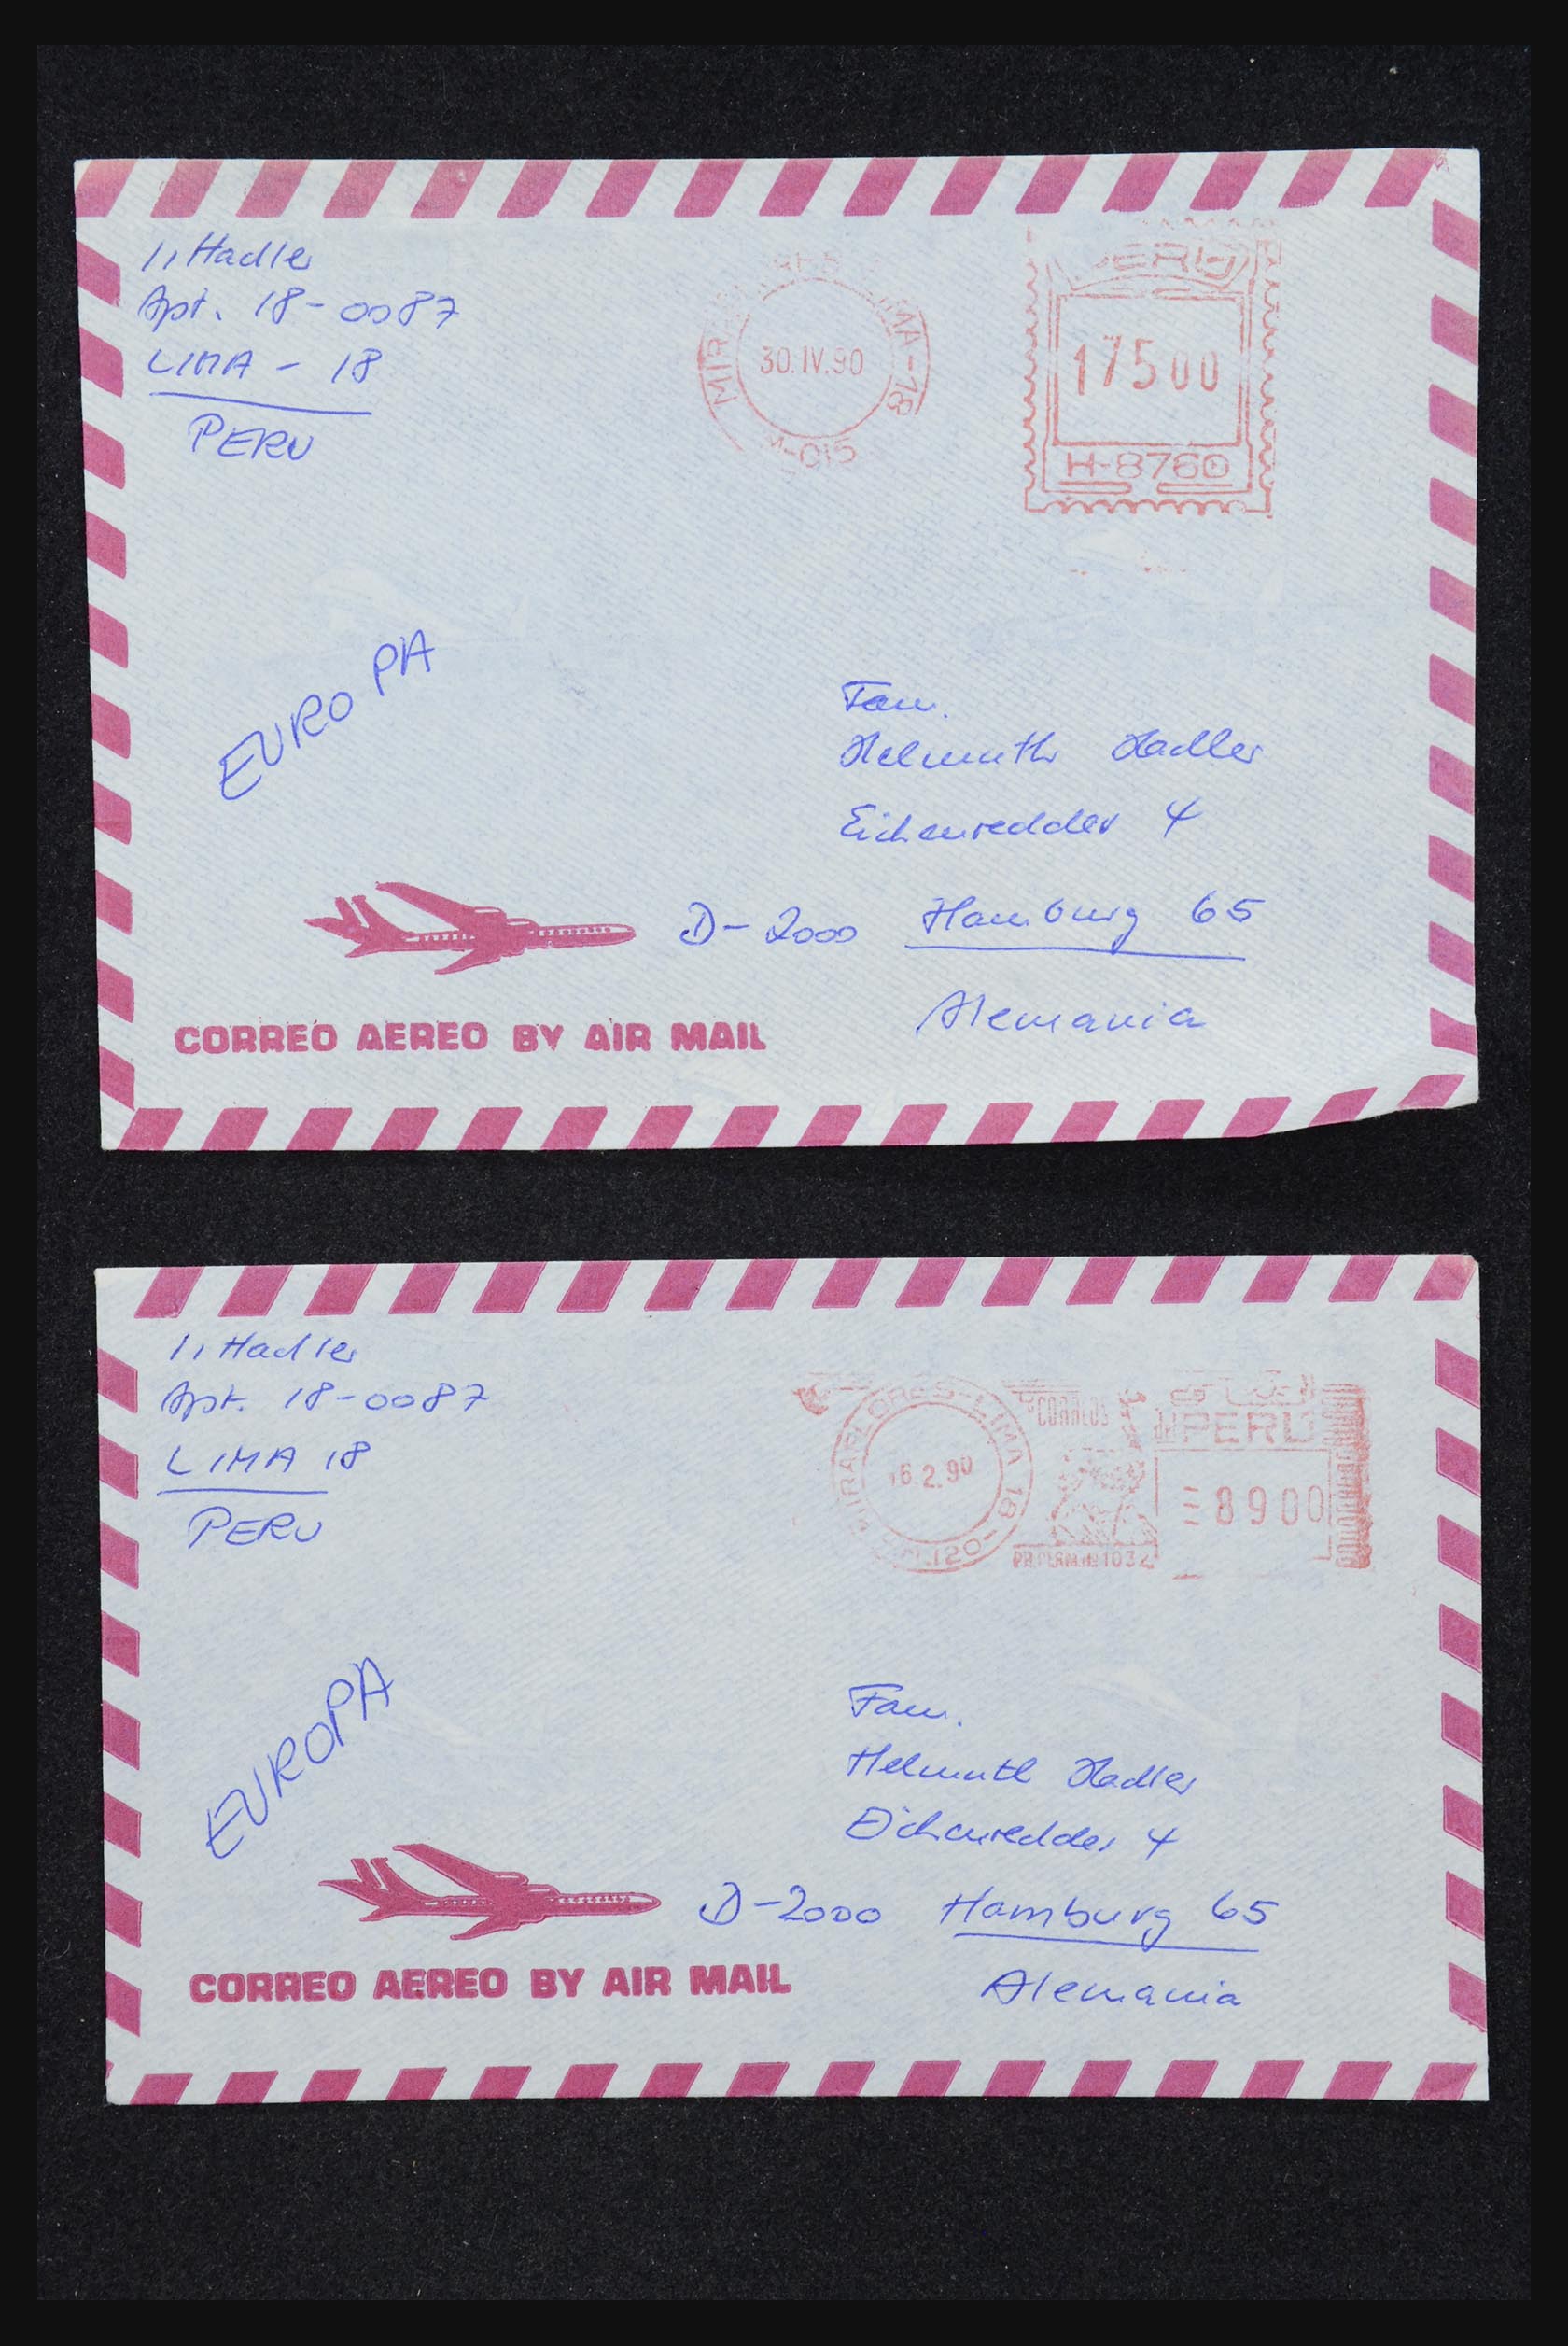 Hadler
Apt. 18-0087
LIMA - 18
PERU
30.IV.90
PERU
17500
H-8760
EUROPA
Fam.
Helmuth Hadler
Eichenredder 4
D-2000 Hamburg 65
Alemania
CORREO AEREO BY AIR MAIL
Hadler
Apt. 18-0087
LIMA 18
PERU
MIRAFLORES-LIMA 18
6.2.90
CORREOS
del PERU
8900
EUROPA
Fam.
Helmuth Hadler
Eichenredder 4
D-2000 Hamburg 65
Alemania
CORREO AEREO BY AIR MAIL